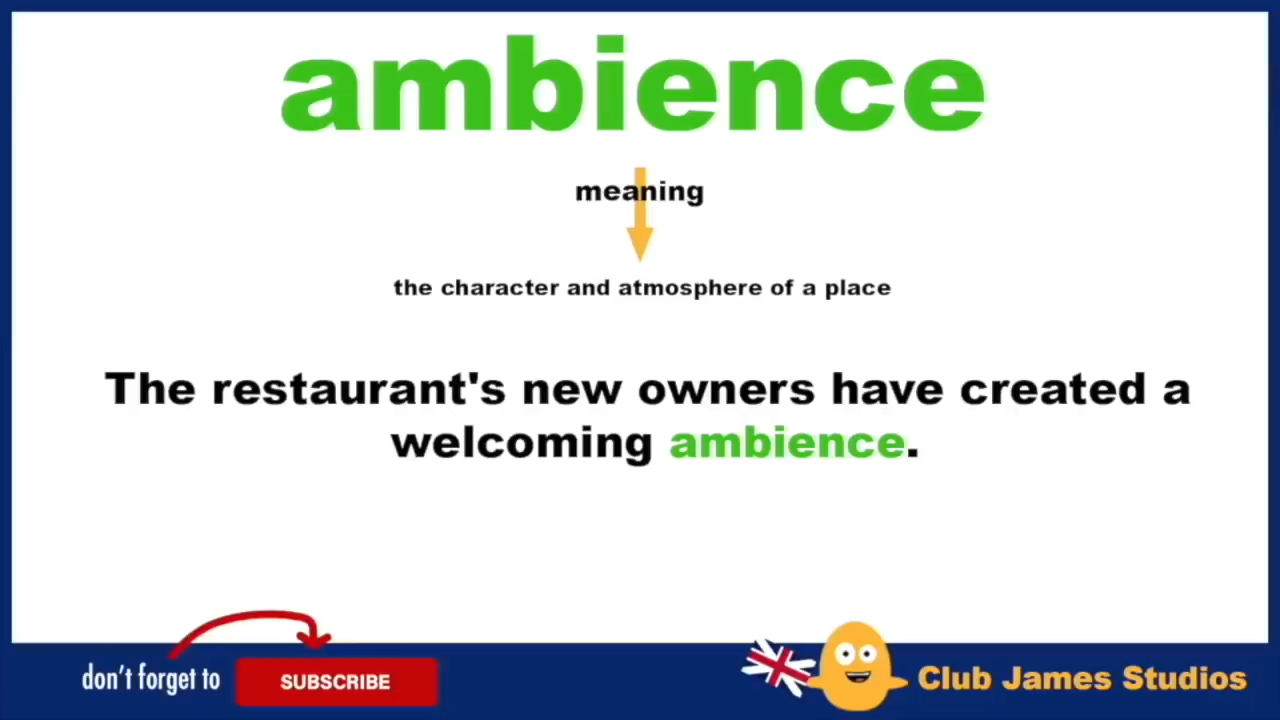 ambience
meaning
the character and atmosphere of a place
The restaurant's new owners have created a
welcoming ambience.
don't forget to
SUBSCRIBE
Club James Studios